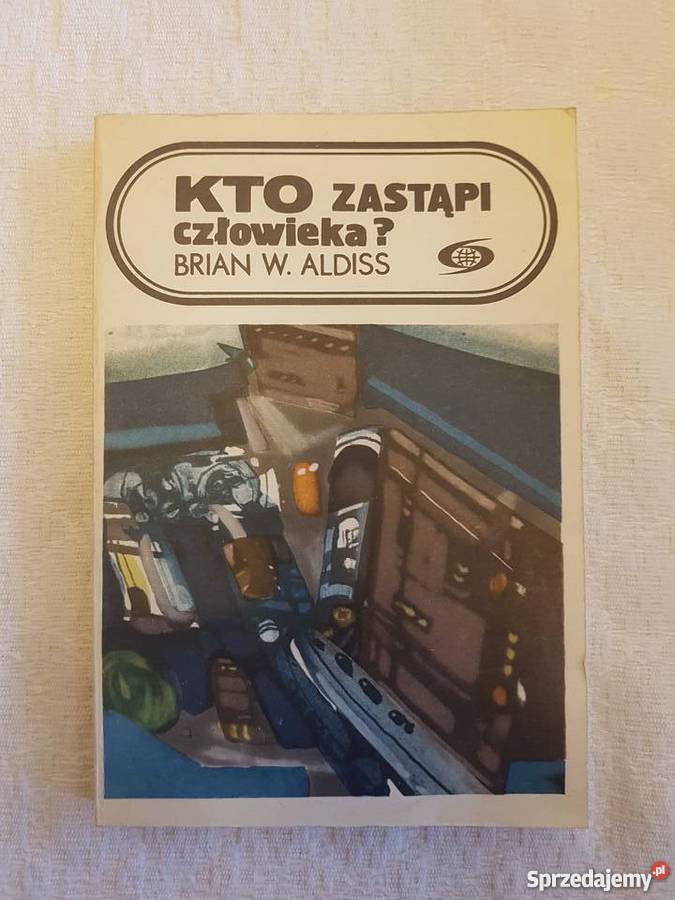 KTO ZASTĄPI
człowieka?
BRIAN W. ALDISS
Sprzedajemy.pl